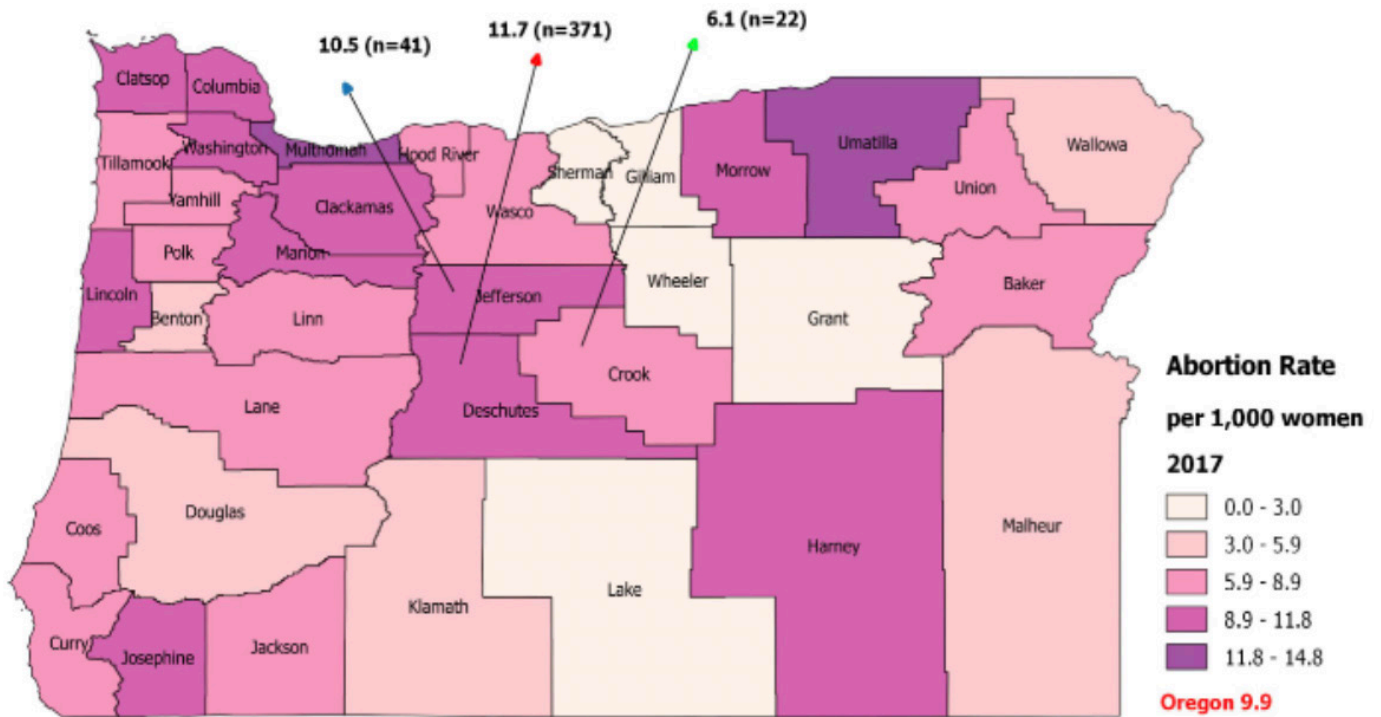 6.1 (n=22)
11.7 (n=371)
10.5 (n=41)
Clatsop
Columbia
Washington
Multnomah
Hood River
Tillamook
Yamhill
Clackamas
Wasco
Sherman
Gilliam
Morrow
Umatilla
Union
Wallowa
Polk
Marion
Lincoln
Benton
Linn
Jefferson
Wheeler
Grant
Baker
Lane
Deschutes
Crook
Coos
Douglas
Klamath
Lake
Harney
Malheur
Curry
Josephine
Jackson
Abortion Rate
per 1,000 women
2017
0.0 - 3.0
3.0 - 5.9
5.9 - 8.9
8.9 - 11.8
11.8 - 14.8
Oregon 9.9